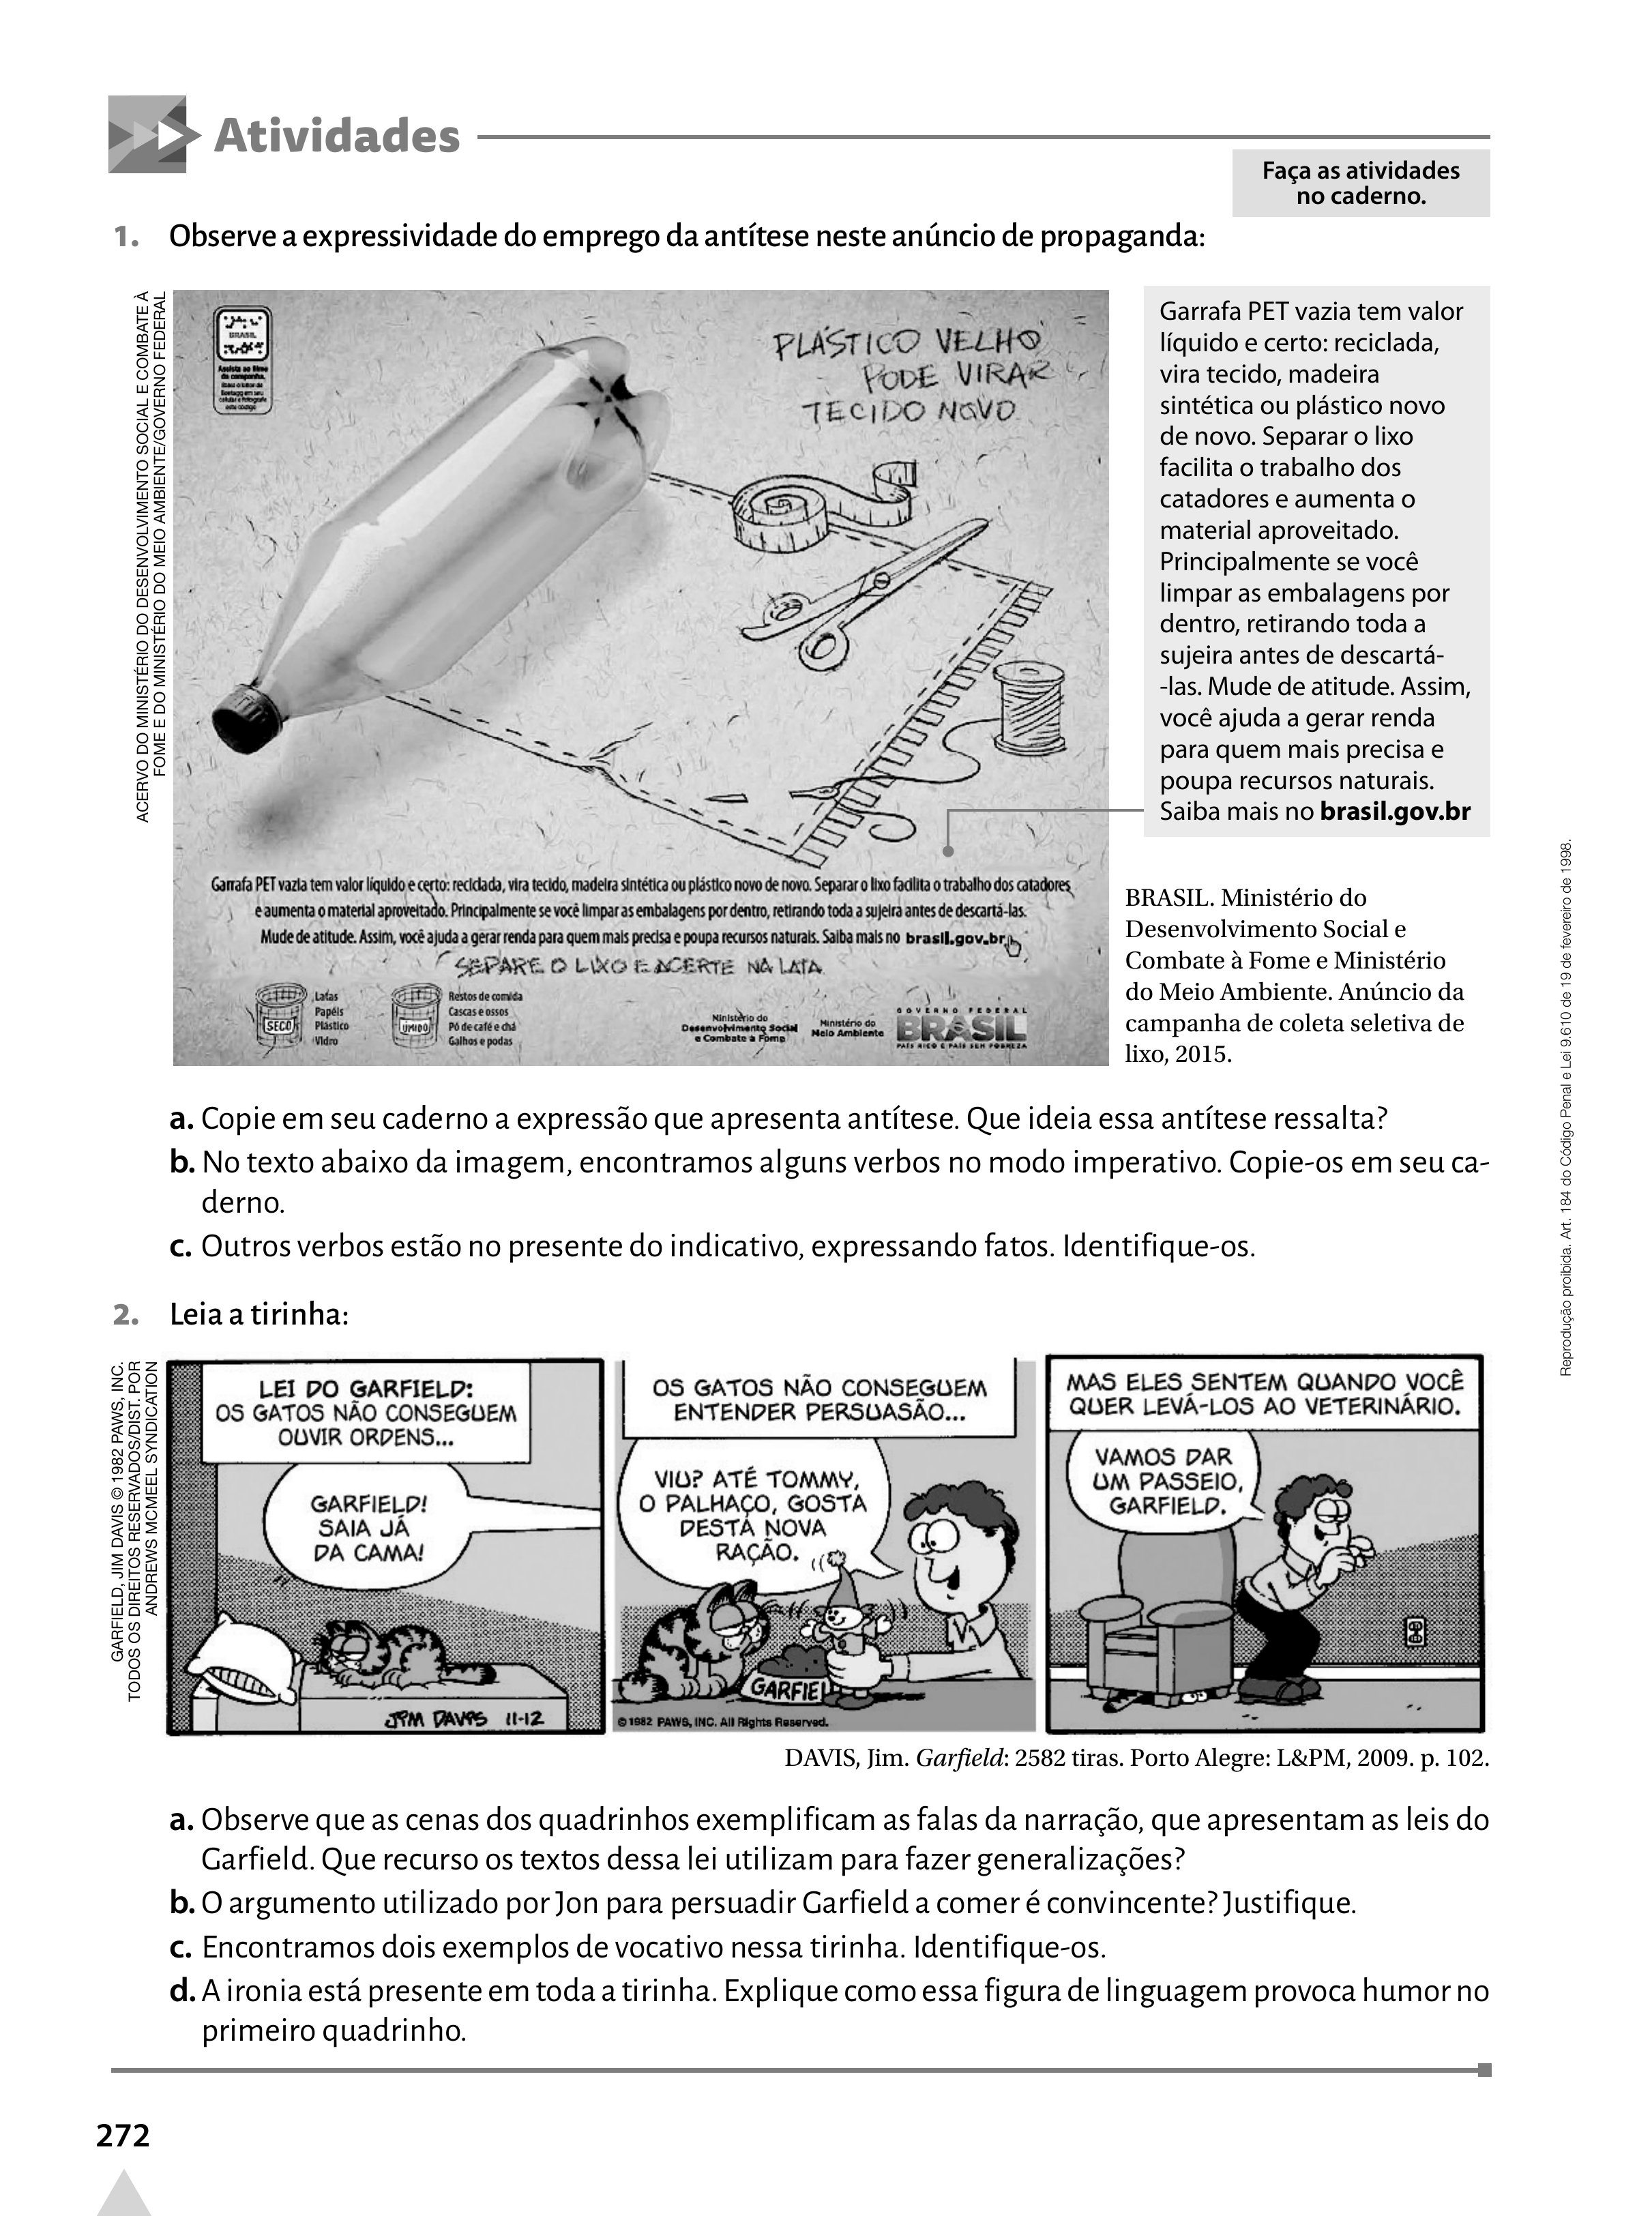 Atividades
Faça as atividades
no caderno.
1. Observe a expressividade do emprego da antítese neste anúncio de propaganda:
ACERVO DO MINISTÉRIO DO DESENVOLVIMENTO SOCIAL E COMBATE À
FOME E DO MINISTÉRIO DO MEIO AMBIENTE/GOVERNO FEDERAL
BRASIL
Assista ao filme
da campanha.
PLÁSTICO VELHO
PODE VIRAR
TECIDO NOVO.
Garrafa PET vazia tem valor líquido e certo: reciclada, vira tecido, madeira sintética ou plástico novo de novo. Separar o lixo facilita o trabalho dos catadores
e aumenta o material aproveitado. Principalmente se você limpar as embalagens por dentro, retirando toda a sujeira antes de descartá-las.
Mude de atitude. Assim, você ajuda a gerar renda para quem mais precisa e poupa recursos naturais. Saiba mais no brasil.gov.br
SEPARE O LIXO E ACERTE NA LATA
SECO
Latas
Papéis
Plástico
Vidro
ÚMIDO
Restos de comida
Cascas e ossos
Pó de café e chá
Galhos e podas
Ministério do
Desenvolvimento Social
e Combate à Fome
Ministério do
Meio Ambiente
GOVERNO FEDERAL
BRASIL
PAÍS RICO É PAÍS SEM POBREZA
Garrafa PET vazia tem valor
líquido e certo: reciclada,
vira tecido, madeira
sintética ou plástico novo
de novo. Separar o lixo
facilita o trabalho dos
catadores e aumenta o
material aproveitado.
Principalmente se você
limpar as embalagens por
dentro, retirando toda a
sujeira antes de descartá-
-las. Mude de atitude. Assim,
você ajuda a gerar renda
para quem mais precisa e
poupa recursos naturais.
Saiba mais no brasil.gov.br
BRASIL. Ministério do
Desenvolvimento Social e
Combate à Fome e Ministério
do Meio Ambiente. Anúncio da
campanha de coleta seletiva de
lixo, 2015.
a. Copie em seu caderno a expressão que apresenta antítese. Que ideia essa antítese ressalta?
b. No texto abaixo da imagem, encontramos alguns verbos no modo imperativo. Copie-os em seu ca-
derno.
c. Outros verbos estão no presente do indicativo, expressando fatos. Identifique-os.
2. Leia a tirinha:
GARFIELD, JIM DAVIS © 1982 PAWS, INC.
TODOS OS DIREITOS RESERVADOS/DIST. POR
ANDREWS MCMEEL SYNDICATION
LEI DO GARFIELD:
OS GATOS NÃO CONSEGUEM
OUVIR ORDENS...
GARFIELD!
SAIA JÁ
DA CAMA!
JIM DAVIS 11-12
OS GATOS NÃO CONSEGUEM
ENTENDER PERSUASÃO...
VIU? ATÉ TOMMY,
O PALHAÇO, GOSTA
DESTA NOVA
RAÇÃO.
GARFIEL
©1982 PAWS, INC. All Rights Reserved.
MAS ELES SENTEM QUANDO VOCÊ
QUER LEVÁ-LOS AO VETERINÁRIO.
VAMOS DAR
UM PASSEIO,
GARFIELD.
DAVIS, Jim. Garfield: 2582 tiras. Porto Alegre: L&PM, 2009. p. 102.
a. Observe que as cenas dos quadrinhos exemplificam as falas da narração, que apresentam as leis do
Garfield. Que recurso os textos dessa lei utilizam para fazer generalizações?
b. O argumento utilizado por Jon para persuadir Garfield a comer é convincente? Justifique.
c. Encontramos dois exemplos de vocativo nessa tirinha. Identifique-os.
d. A ironia está presente em toda a tirinha. Explique como essa figura de linguagem provoca humor no
primeiro quadrinho.
Reprodução proibida. Art. 184 do Código Penal e Lei 9.610 de 19 de fevereiro de 1998.
272